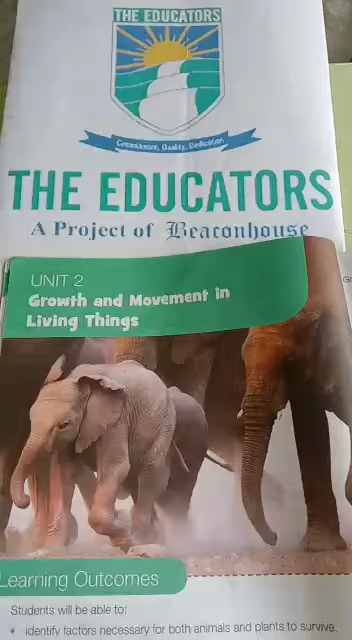 THE EDUCATORS
Commitment, Quality, Dedication
THE EDUCATORS
A Project of Beaconhouse
UNIT 2
Growth and Movement in
Living Things
Learning Outcomes
Students will be able to:
• identify factors necessary for both animals and plants to survive.